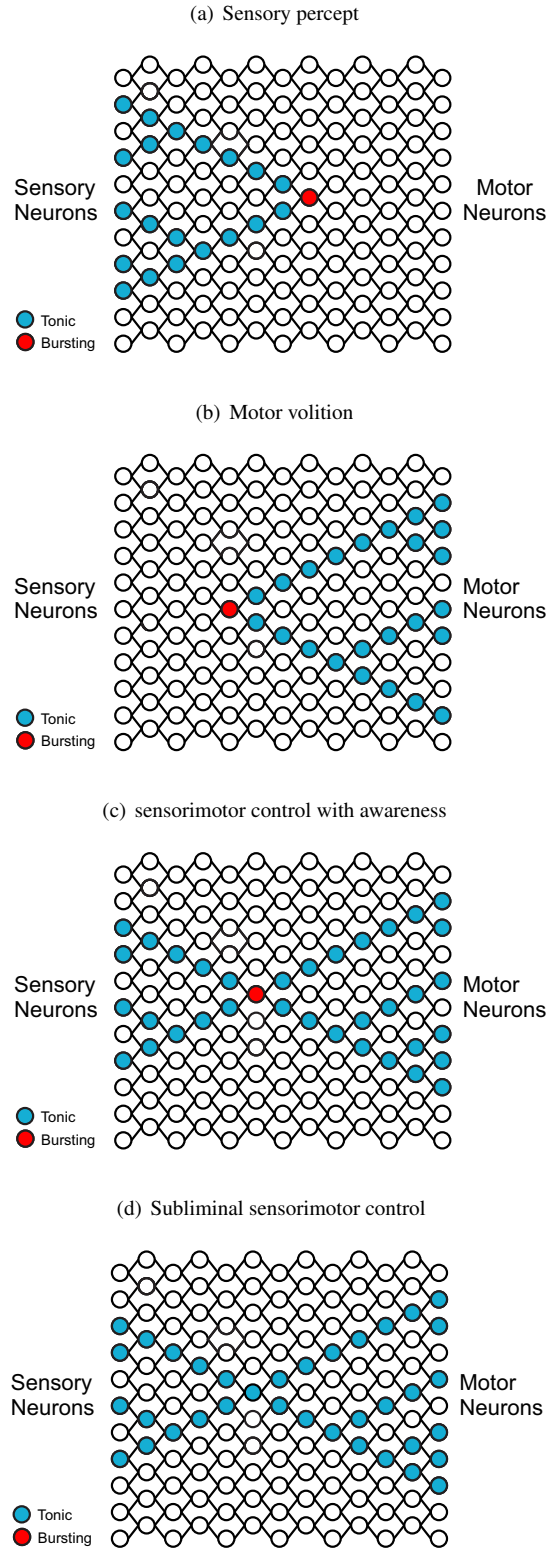 (a) Sensory percept
Sensory
Neurons
Motor
Neurons
Tonic
Bursting
(b) Motor volition
Sensory
Neurons
Motor
Neurons
Tonic
Bursting
(c) sensorimotor control with awareness
Sensory
Neurons
Motor
Neurons
Tonic
Bursting
(d) Subliminal sensorimotor control
Sensory
Neurons
Motor
Neurons
Tonic
Bursting